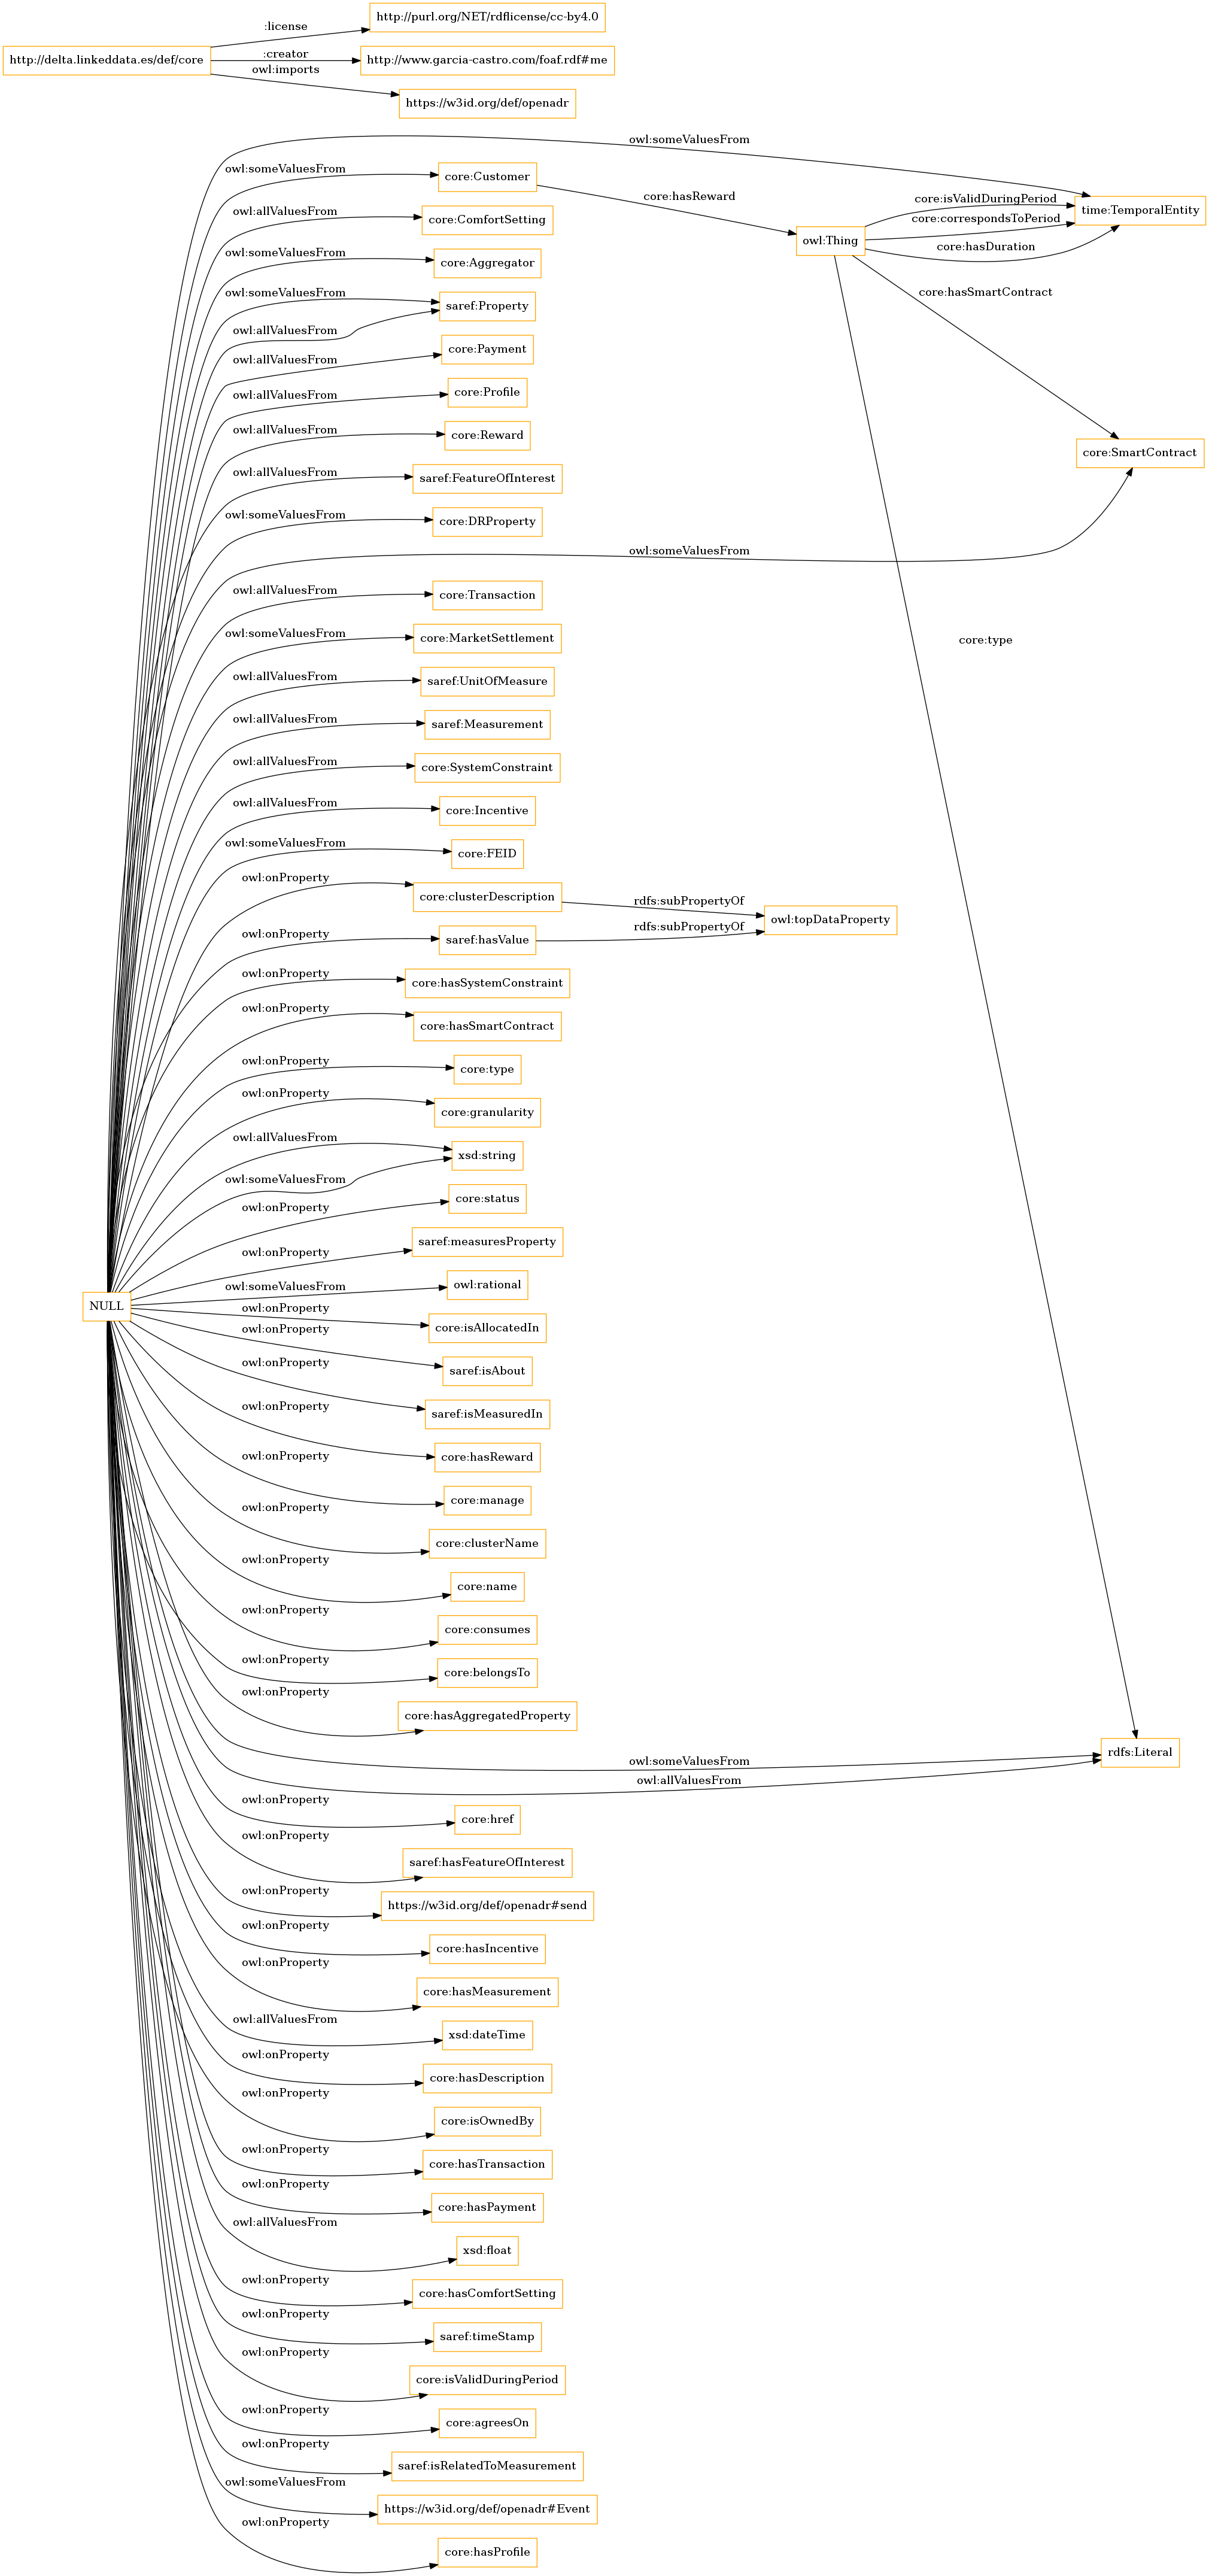 http://purl.org/NET/rdflicense/cc-by4.0
:license
http://delta.linkeddata.es/def/core
:creator
http://www.garcia-castro.com/foaf.rdf#me
owl:imports
https://w3id.org/def/openadr
owl:someValuesFrom
owl:someValuesFrom
core:Customer
core:hasReward
core:isValidDuringPeriod
time:TemporalEntity
owl:allValuesFrom
core:ComfortSetting
core:correspondsToPeriod
owl:Thing
core:hasDuration
owl:someValuesFrom
core:Aggregator
owl:someValuesFrom
saref:Property
core:hasSmartContract
owl:allValuesFrom
core:Payment
owl:allValuesFrom
core:Profile
owl:allValuesFrom
core:Reward
owl:allValuesFrom
core:SmartContract
owl:allValuesFrom
saref:FeatureOfInterest
owl:someValuesFrom
core:DRProperty
owl:someValuesFrom
owl:allValuesFrom
core:Transaction
owl:someValuesFrom
core:MarketSettlement
core:type
owl:allValuesFrom
saref:UnitOfMeasure
owl:allValuesFrom
saref:Measurement
owl:allValuesFrom
core:SystemConstraint
owl:allValuesFrom
core:Incentive
owl:someValuesFrom
core:FEID
owl:onProperty
core:clusterDescription
rdfs:subPropertyOf
owl:topDataProperty
owl:onProperty
saref:hasValue
rdfs:subPropertyOf
owl:onProperty
core:hasSystemConstraint
owl:onProperty
core:hasSmartContract
owl:onProperty
core:type
owl:onProperty
core:granularity
owl:allValuesFrom
xsd:string
owl:someValuesFrom
core:status
owl:onProperty
saref:measuresProperty
owl:onProperty
owl:someValuesFrom
owl:rational
NULL
owl:onProperty
core:isAllocatedIn
owl:onProperty
saref:isAbout
owl:onProperty
saref:isMeasuredIn
owl:onProperty
core:hasReward
owl:onProperty
core:manage
owl:onProperty
core:clusterName
owl:onProperty
core:name
owl:onProperty
core:consumes
owl:onProperty
core:belongsTo
owl:onProperty
core:hasAggregatedProperty
owl:someValuesFrom
rdfs:Literal
owl:allValuesFrom
owl:onProperty
core:href
owl:onProperty
saref:hasFeatureOfInterest
owl:onProperty
https://w3id.org/def/openadr#send
owl:onProperty
core:hasIncentive
owl:onProperty
core:hasMeasurement
owl:allValuesFrom
xsd:dateTime
owl:onProperty
core:hasDescription
owl:onProperty
core:isOwnedBy
owl:onProperty
core:hasTransaction
owl:onProperty
core:hasPayment
owl:allValuesFrom
xsd:float
owl:onProperty
core:hasComfortSetting
owl:onProperty
saref:timeStamp
owl:onProperty
core:isValidDuringPeriod
owl:onProperty
core:agreesOn
owl:onProperty
saref:isRelatedToMeasurement
owl:someValuesFrom
https://w3id.org/def/openadr#Event
owl:onProperty
core:hasProfile